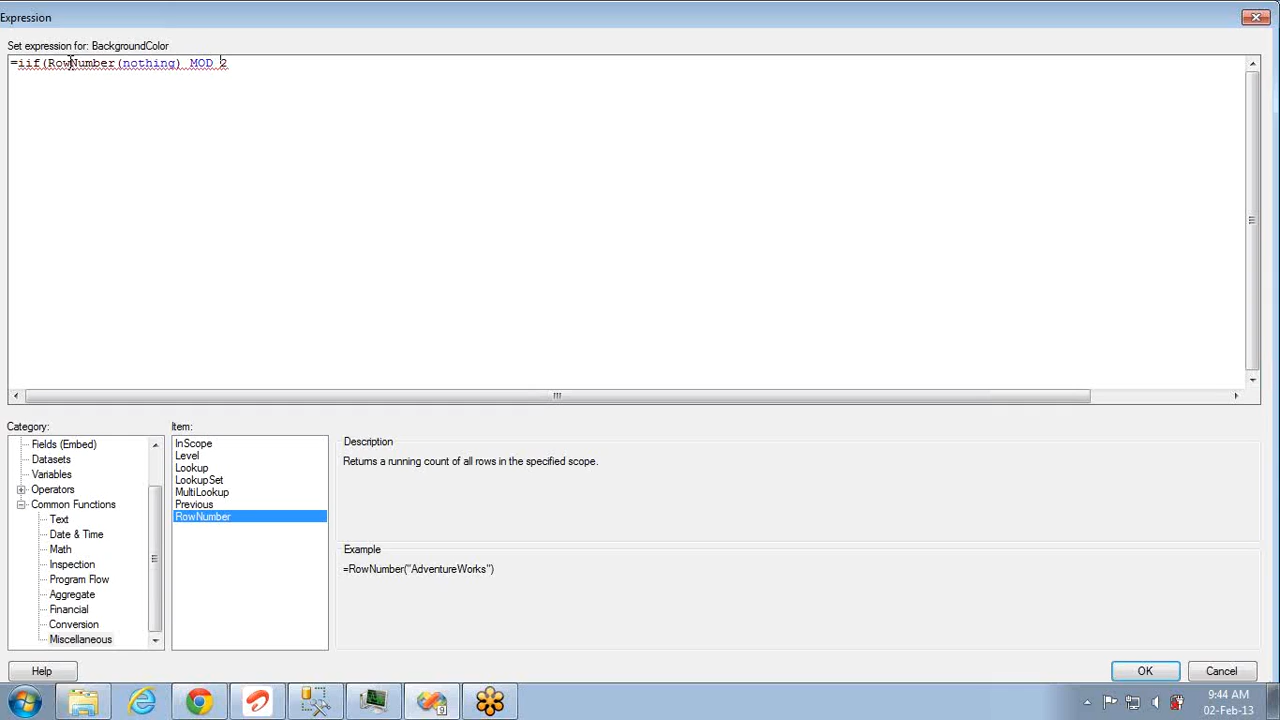 Expression
Set expression for: BackgroundColor
=iif(RowNumber(nothing) MOD 2
Category:
Item:
Description
Fields (Embed)
Datasets
Variables
Operators
Common Functions
Text
Date & Time
Math
Inspection
Program Flow
Aggregate
Financial
Conversion
Miscellaneous
InScope
Level
Lookup
LookupSet
MultiLookup
Previous
RowNumber
Returns a running count of all rows in the specified scope.
Example
=RowNumber("AdventureWorks")
Help
OK
Cancel
9
9:44 AM
02-Feb-13